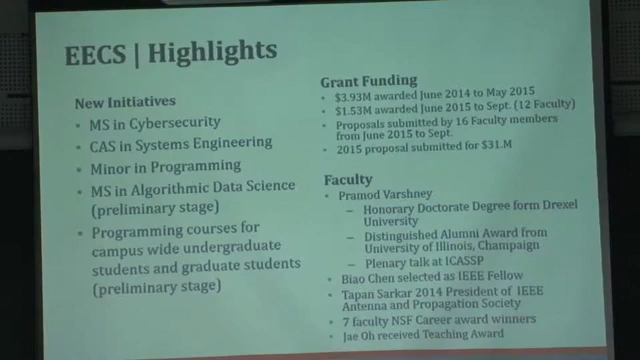 EECS | Highlights
New Initiatives
• MS in Cybersecurity
• CAS in Systems Engineering
• Minor in Programming
• MS in Algorithmic Data Science
(preliminary stage)
• Programming courses for
campus wide undergraduate
students and graduate students
(preliminary stage)
Grant Funding
• $3.93M awarded June 2014 to May 2015
• $1.53M awarded June 2015 to Sept. (12 Faculty)
• Proposals submitted by 16 Faculty members
from June 2015 to Sept.
• 2015 proposal submitted for $31.M
Faculty
• Pramod Varshney
– Honorary Doctorate Degree form Drexel
University
– Distinguished Alumni Award from
University of Illinois, Champaign
– Plenary talk at ICASSP
• Biao Chen selected as IEEE Fellow
• Tapan Sarkar 2014 President of IEEE
Antenna and Propagation Society
• 7 faculty NSF Career award winners
• Jae Oh received Teaching Award